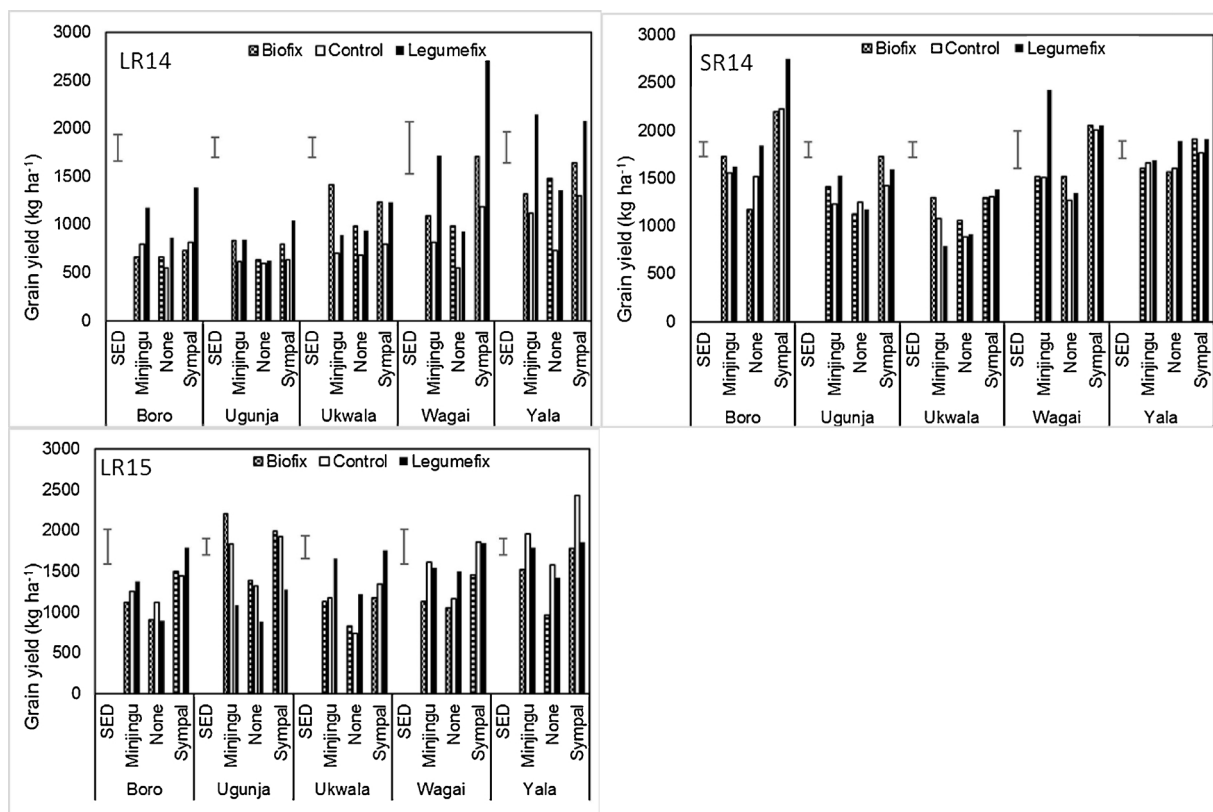 3000
Biofix Control Legumefix
LR14
2500
2000
1500
1000
500
0
Grain yield (kg ha-1)
SED Minjingu None Sympal SED Minjingu None Sympal SED Minjingu None Sympal SED Minjingu None Sympal SED Minjingu None Sympal
Boro Ugunja Ukwala Wagai Yala
3000
Biofix Control Legumefix
SR14
2500
2000
1500
1000
500
0
Grain yield (kg ha-1)
SED Minjingu None Sympal SED Minjingu None Sympal SED Minjingu None Sympal SED Minjingu None Sympal SED Minjingu None Sympal
Boro Ugunja Ukwala Wagai Yala
3000
Biofix Control Legumefix
LR15
2500
2000
1500
1000
500
0
Grain yield (kg ha-1)
SED Minjingu None Sympal SED Minjingu None Sympal SED Minjingu None Sympal SED Minjingu None Sympal SED Minjingu None Sympal
Boro Ugunja Ukwala Wagai Yala